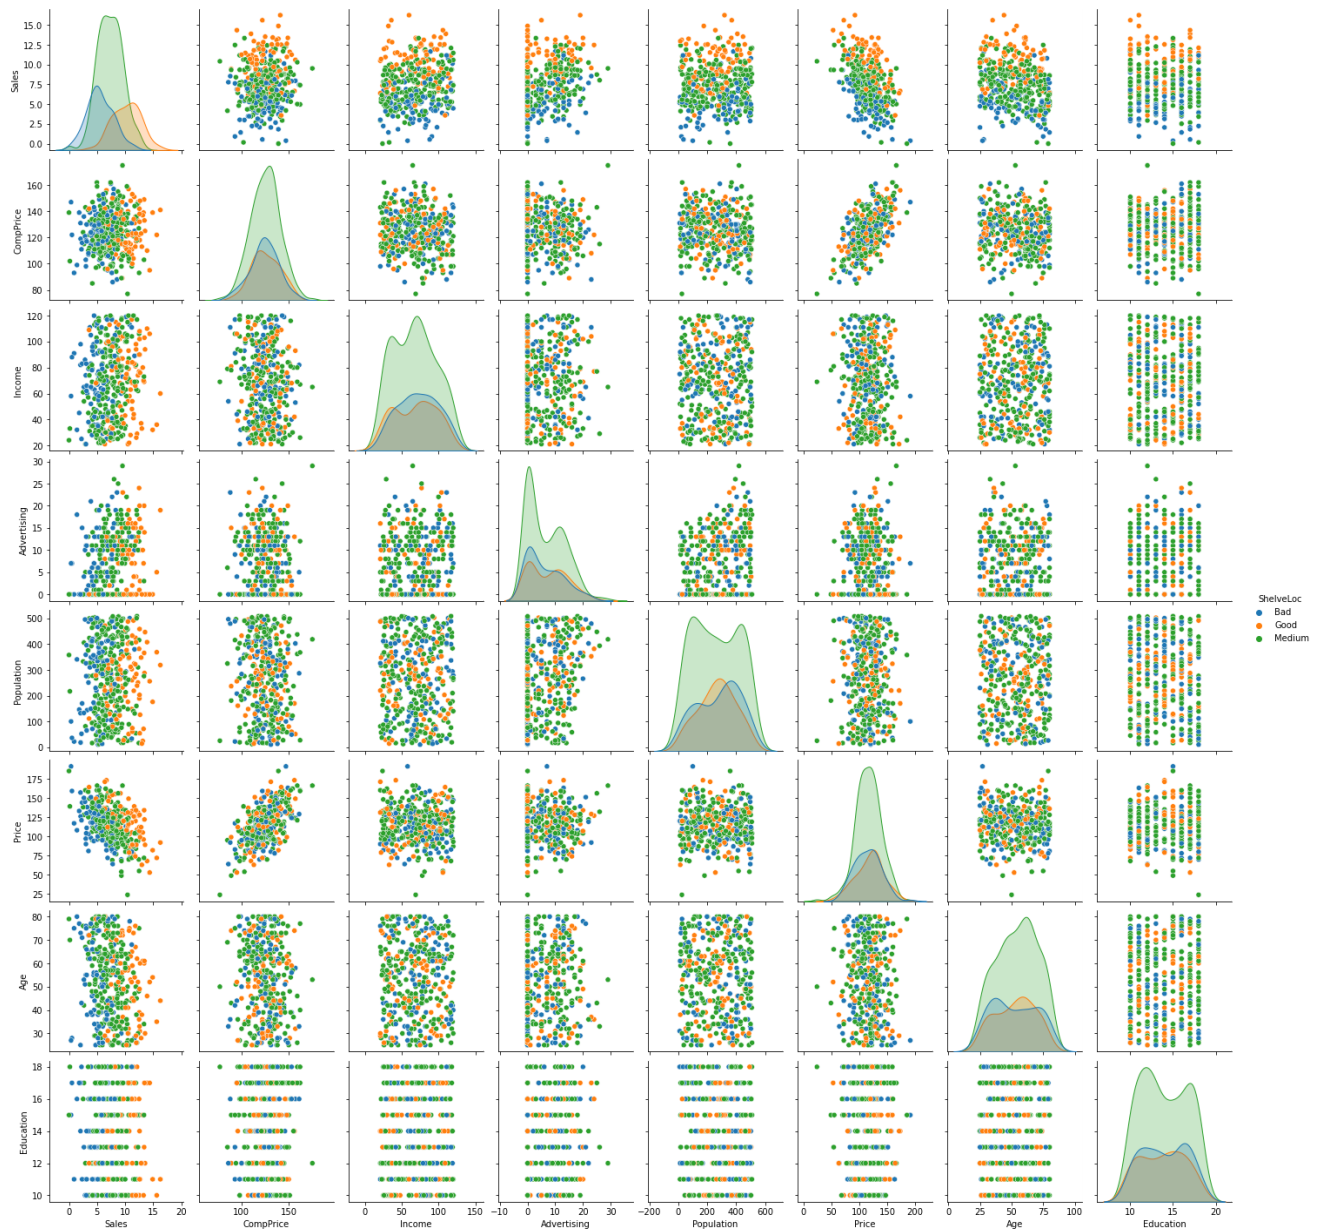 15.0
12.5
10.0
7.5
5.0
2.5
0.0
Sales
160
140
120
100
80
CompPrice
120
100
80
60
40
20
Income
30
25
20
15
10
5
0
Advertising
500
400
300
200
100
0
Population
175
150
125
100
75
50
25
Price
80
70
60
50
40
30
Age
18
16
14
12
10
Education
0 5 10 15 20
100 150
0 50 100 150
−10 0 10 20 30
−200 0 200 400 600
0 50 100 150 200
0 25 50 75 100
10 15 20
Sales CompPrice Income Advertising Population Price Age Education
ShelveLoc
Bad
Good
Medium